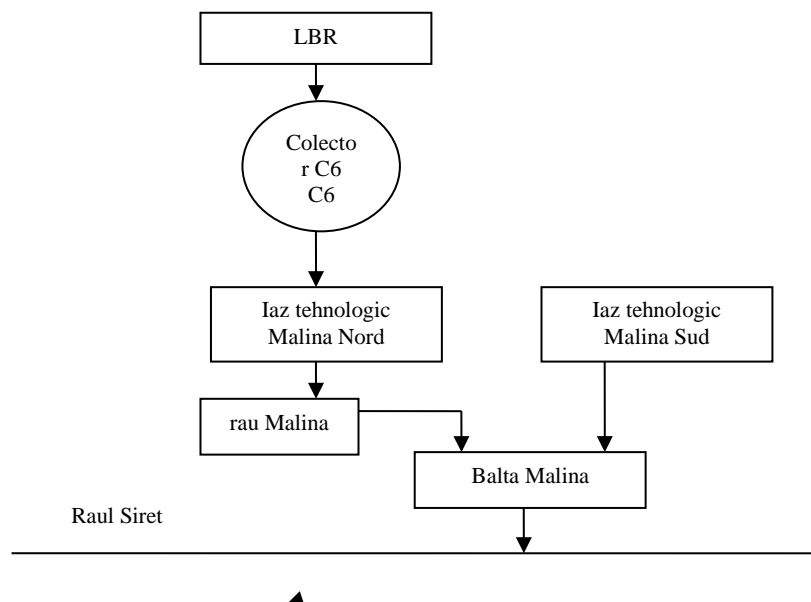 LBR
Colecto
r C6
C6
Iaz tehnologic
Malina Nord
Iaz tehnologic
Malina Sud
rau Malina
Balta Malina
Raul Siret